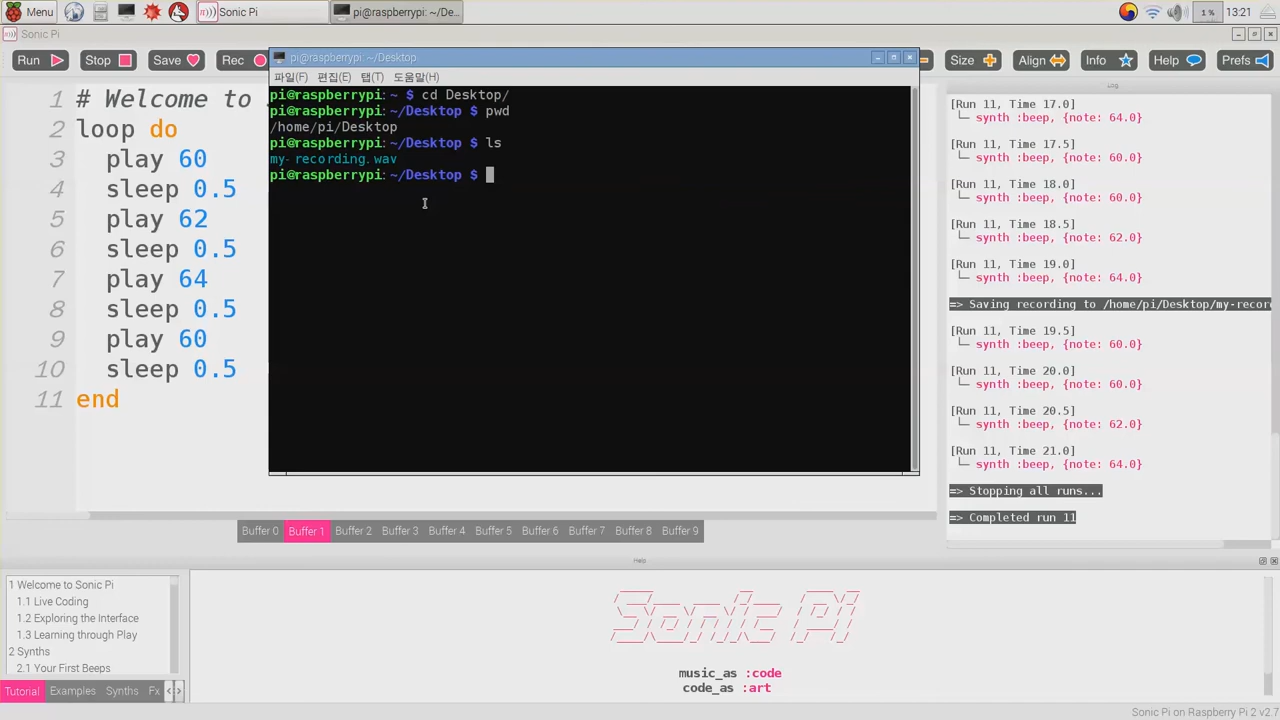 Menu
Sonic Pi
pi@raspberrypi: ~/De...
1 %
13:21
Sonic Pi
Run
Stop
Save
Rec
Size
Align
Info
Help
Prefs
1 # Welcome to
2 loop do
3 play 60
4 sleep 0.5
5 play 62
6 sleep 0.5
7 play 64
8 sleep 0.5
9 play 60
10 sleep 0.5
11 end
pi@raspberrypi: ~/Desktop
파일(F) 편집(E) 탭(T) 도움말(H)
pi@raspberrypi:~ $ cd Desktop/
pi@raspberrypi:~/Desktop $ pwd
/home/pi/Desktop
pi@raspberrypi:~/Desktop $ ls
my-recording.wav
pi@raspberrypi:~/Desktop $
Log
[Run 11, Time 17.0]
└─ synth :beep, {note: 64.0}
[Run 11, Time 17.5]
└─ synth :beep, {note: 60.0}
[Run 11, Time 18.0]
└─ synth :beep, {note: 60.0}
[Run 11, Time 18.5]
└─ synth :beep, {note: 62.0}
[Run 11, Time 19.0]
└─ synth :beep, {note: 64.0}
=> Saving recording to /home/pi/Desktop/my-recor
[Run 11, Time 19.5]
└─ synth :beep, {note: 60.0}
[Run 11, Time 20.0]
└─ synth :beep, {note: 60.0}
[Run 11, Time 20.5]
└─ synth :beep, {note: 62.0}
[Run 11, Time 21.0]
└─ synth :beep, {note: 64.0}
=> Stopping all runs...
=> Completed run 11
Buffer 0 Buffer 1 Buffer 2 Buffer 3 Buffer 4 Buffer 5 Buffer 6 Buffer 7 Buffer 8 Buffer 9
1 Welcome to Sonic Pi
1.1 Live Coding
1.2 Exploring the Interface
1.3 Learning through Play
2 Synths
2.1 Your First Beeps
Tutorial Examples Synths Fx
Sonic Pi
music_as :code
code_as :art
Sonic Pi on Raspberry Pi 2 v2.7